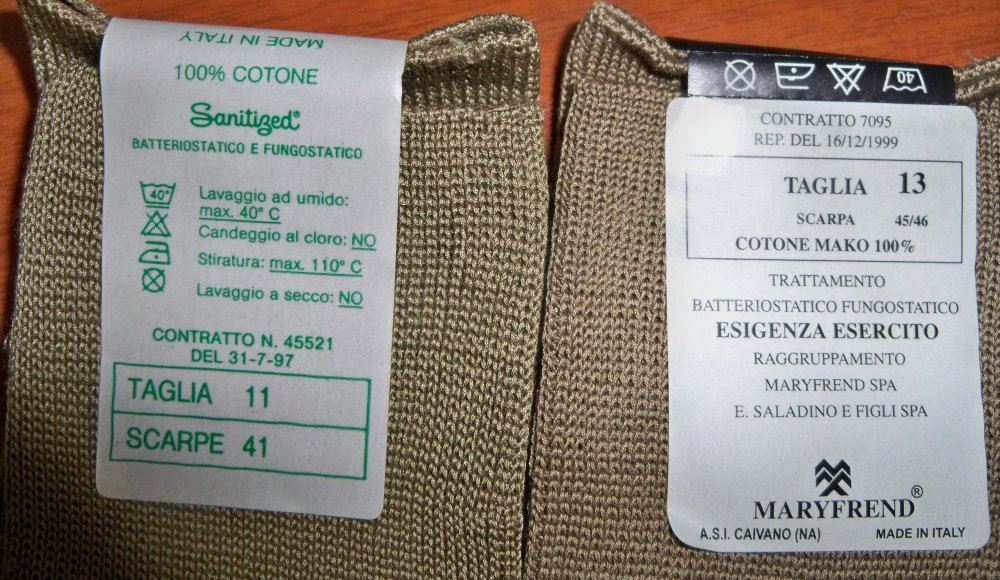 MADE IN ITALY
100% COTONE
Sanitized®
BATTERIOSTATICO E FUNGOSTATICO
40°
Lavaggio ad umido:
max. 40° C
Candeggio al cloro: NO
Stiratura: max. 110° C
Lavaggio a secco: NO
CONTRATTO N. 45521
DEL 31-7-97
TAGLIA 11
SCARPE 41
40
CONTRATTO 7095
REP. DEL 16/12/1999
TAGLIA 13
SCARPA 45/46
COTONE MAKO 100%
TRATTAMENTO
BATTERIOSTATICO FUNGOSTATICO
ESIGENZA ESERCITO
RAGGRUPPAMENTO
MARYFREND SPA
E. SALADINO E FIGLI SPA
MARYFREND®
A.S.I. CAIVANO (NA) MADE IN ITALY